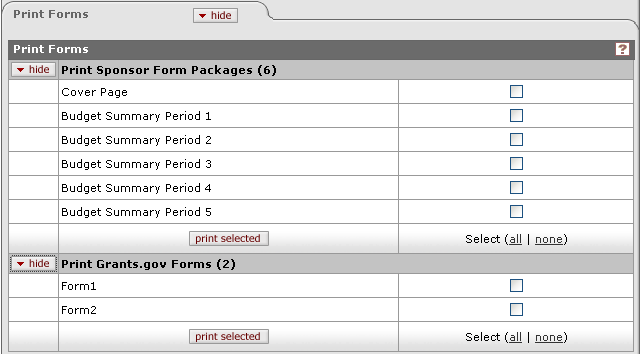 Print Forms hide
Print Forms ?
hide Print Sponsor Form Packages (6)
Cover Page
Budget Summary Period 1
Budget Summary Period 2
Budget Summary Period 3
Budget Summary Period 4
Budget Summary Period 5
print selected Select (all | none)
hide Print Grants.gov Forms (2)
Form1
Form2
print selected Select (all | none)